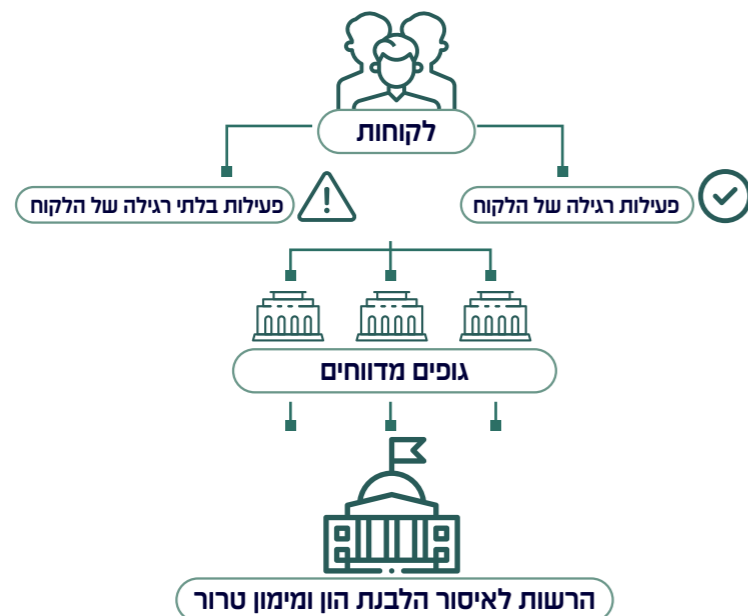 לקוחות
פעילות רגילה של הלקוח
פעילות בלתי רגילה של הלקוח
גופים מדווחים
הרשות לאיסור הלבנת הון ומימון טרור